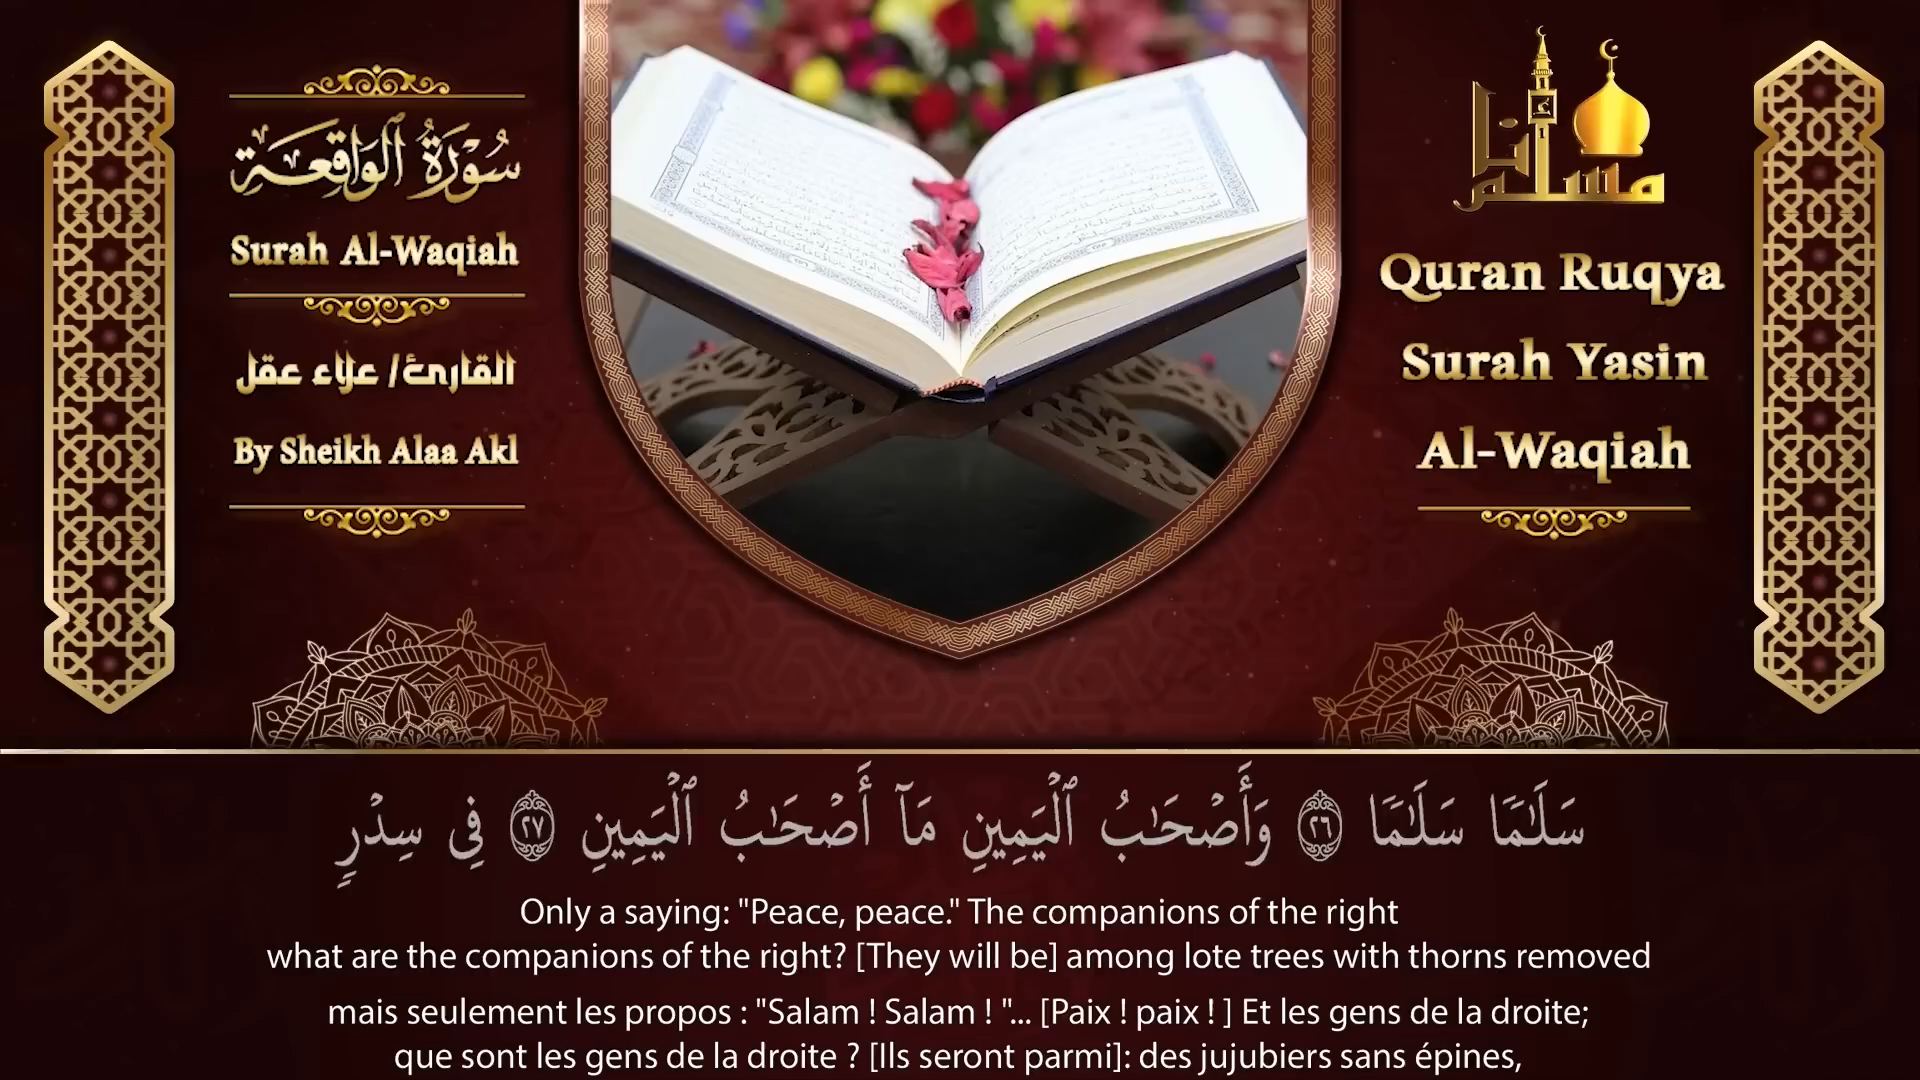 سُورَةُ الوَاقِعَة
Surah Al-Waqiah
القارئ/ علاء عقل
By Sheikh Alaa Akl
مسلم أنا
Quran Ruqya
Surah Yasin
Al-Waqiah
سَلَـٰمًا سَلَـٰمًا ٢٦ وَأَصْحَـٰبُ ٱلْيَمِينِ مَآ أَصْحَـٰبُ ٱلْيَمِينِ ٢٧ فِى سِدْرٍ
Only a saying: "Peace, peace." The companions of the right
what are the companions of the right? [They will be] among lote trees with thorns removed
mais seulement les propos : "Salam ! Salam ! "... [Paix ! paix ! ] Et les gens de la droite;
que sont les gens de la droite ? [Ils seront parmi]: des jujubiers sans épines,